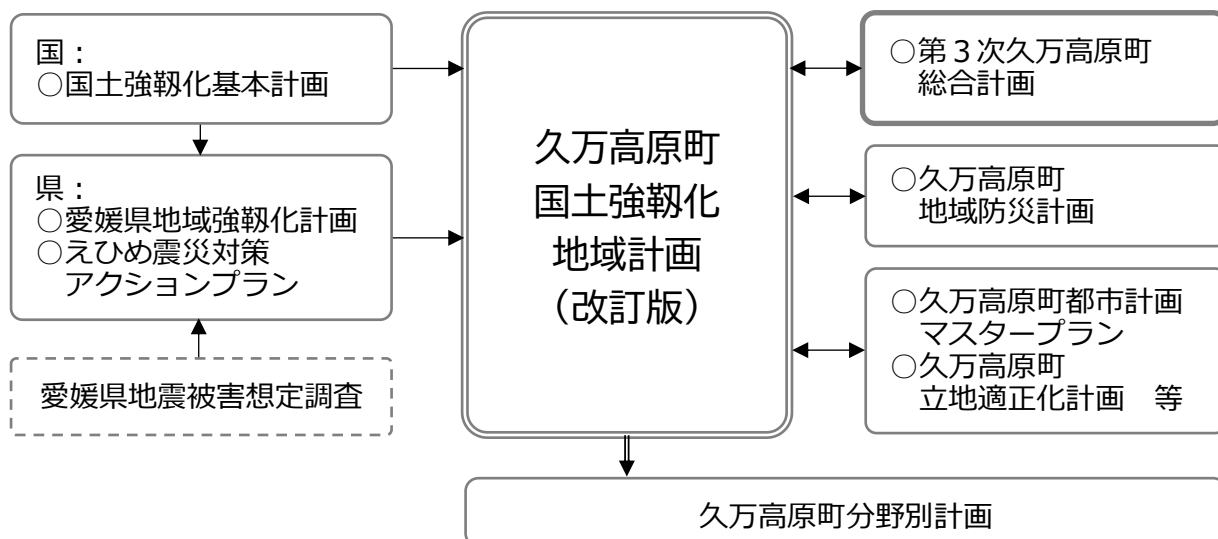 国：
○国土強靱化基本計画
県：
○愛媛県地域強靱化計画
○えひめ震災対策
アクションプラン
愛媛県地震被害想定調査
久万高原町
国土強靱化
地域計画
（改訂版）
○第３次久万高原町
総合計画
○久万高原町
地域防災計画
○久万高原町都市計画
マスタープラン
○久万高原町
立地適正化計画　等
久万高原町分野別計画